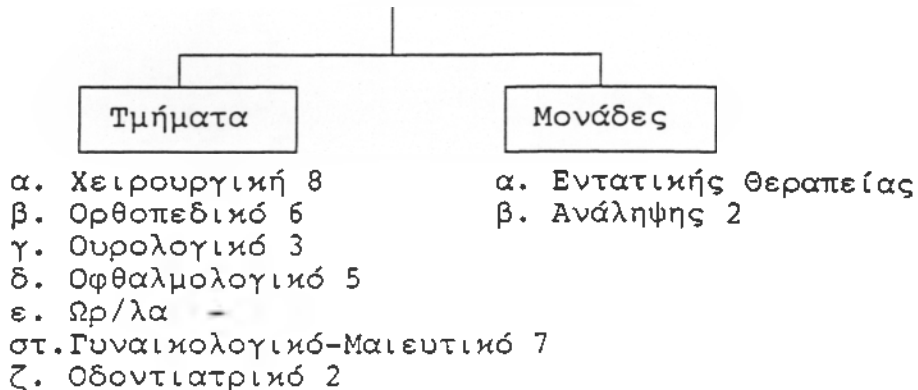 Τμήματα
α. Χειρουργική 8
β. Ορθοπεδικό 6
γ. Ουρολογικό 3
δ. Οφθαλμολογικό 5
ε. Ωρ/λα -
στ.Γυναικολογικό-Μαιευτικό 7
ζ. Οδοντιατρικό 2
Μονάδες
α. Εντατικής Θεραπείας
β. Ανάληψης 2